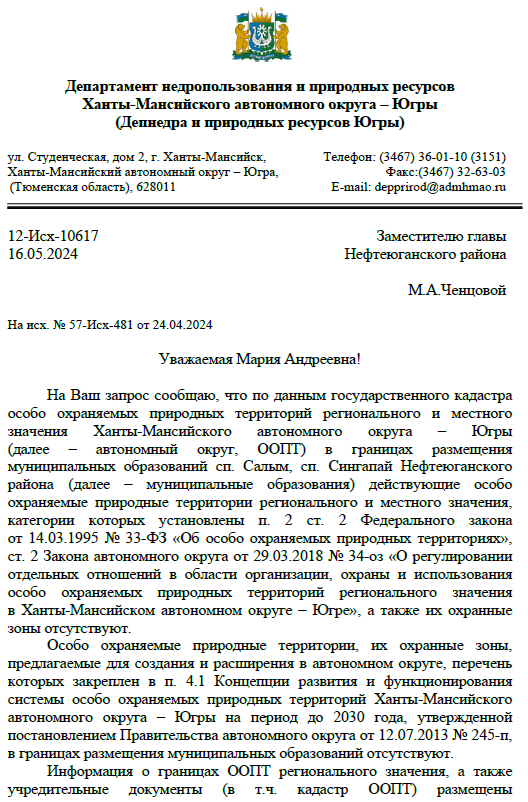 Департамент недропользования и природных ресурсов
Ханты-Мансийского автономного округа – Югры
(Депнедра и природных ресурсов Югры)
ул. Студенческая, дом 2, г. Ханты-Мансийск,
Ханты-Мансийский автономный округ – Югра,
(Тюменская область), 628011
Телефон: (3467) 36-01-10 (3151)
Факс:(3467) 32-63-03
E-mail: depprirod@admhmao.ru
12-Исх-10617
16.05.2024
Заместителю главы
Нефтеюганского района
М.А.Ченцовой
На исх. № 57-Исх-481 от 24.04.2024
Уважаемая Мария Андреевна!
На Ваш запрос сообщаю, что по данным государственного кадастра
особо охраняемых природных территорий регионального и местного
значения Ханты-Мансийского автономного округа – Югры
(далее – автономный округ, ООПТ) в границах размещения
муниципальных образований сп. Салым, сп. Сингапай Нефтеюганского
района (далее – муниципальные образования) действующие особо
охраняемые природные территории регионального и местного значения,
категории которых установлены п. 2 ст. 2 Федерального закона
от 14.03.1995 № 33-ФЗ «Об особо охраняемых природных территориях»,
ст. 2 Закона автономного округа от 29.03.2018 № 34-оз «О регулировании
отдельных отношений в области организации, охраны и использования
особо охраняемых природных территорий регионального значения
в Ханты-Мансийском автономном округе – Югре», а также их охранные
зоны отсутствуют.
Особо охраняемые природные территории, их охранные зоны,
предлагаемые для создания и расширения в автономном округе, перечень
которых закреплен в п. 4.1 Концепции развития и функционирования
системы особо охраняемых природных территорий Ханты-Мансийского
автономного округа – Югры на период до 2030 года, утвержденной
постановлением Правительства автономного округа от 12.07.2013 № 245-п,
в границах размещения муниципальных образований отсутствуют.
Информация о границах ООПТ регионального значения, а также
учредительные документы (в т.ч. кадастр ООПТ) размещены